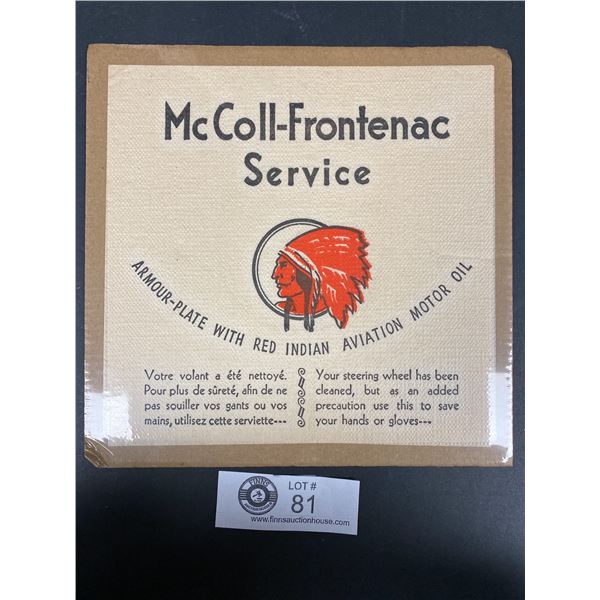 McColl-Frontenac
Service
ARMOUR-PLATE WITH RED INDIAN AVIATION MOTOR OIL
Votre volant a été nettoyé.
Pour plus de sûreté, afin de ne
pas souiller vos gants ou vos
mains, utilisez cette serviette---
Your steering wheel has been
cleaned, but as an added
precaution use this to save
your hands or gloves---
FINNS
LOT #
81
www.finnsauctionhouse.com